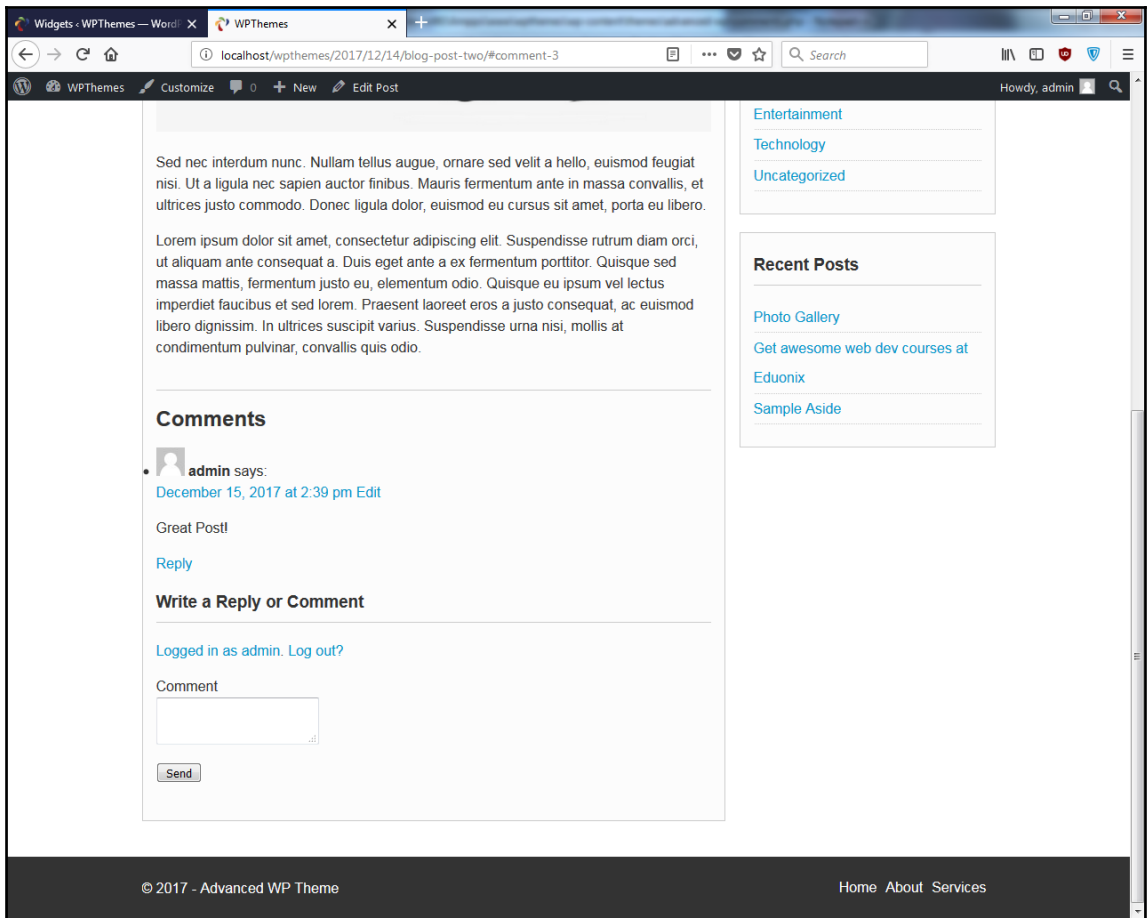 Widgets ‹ WPThemes — WordP
WPThemes
localhost/wpthemes/2017/12/14/blog-post-two/#comment-3
Search
WPThemes Customize 0 New Edit Post
Howdy, admin
Sed nec interdum nunc. Nullam tellus augue, ornare sed velit a hello, euismod feugiat
nisi. Ut a ligula nec sapien auctor finibus. Mauris fermentum ante in massa convallis, et
ultrices justo commodo. Donec ligula dolor, euismod eu cursus sit amet, porta eu libero.
Lorem ipsum dolor sit amet, consectetur adipiscing elit. Suspendisse rutrum diam orci,
ut aliquam ante consequat a. Duis eget ante a ex fermentum porttitor. Quisque sed
massa mattis, fermentum justo eu, elementum odio. Quisque eu ipsum vel lectus
imperdiet faucibus et sed lorem. Praesent laoreet eros a justo consequat, ac euismod
libero dignissim. In ultrices suscipit varius. Suspendisse urna nisi, mollis at
condimentum pulvinar, convallis quis odio.
Comments
admin says:
December 15, 2017 at 2:39 pm Edit
Great Post!
Reply
Write a Reply or Comment
Logged in as admin. Log out?
Comment
Send
Entertainment
Technology
Uncategorized
Recent Posts
Photo Gallery
Get awesome web dev courses at
Eduonix
Sample Aside
© 2017 - Advanced WP Theme
Home About Services